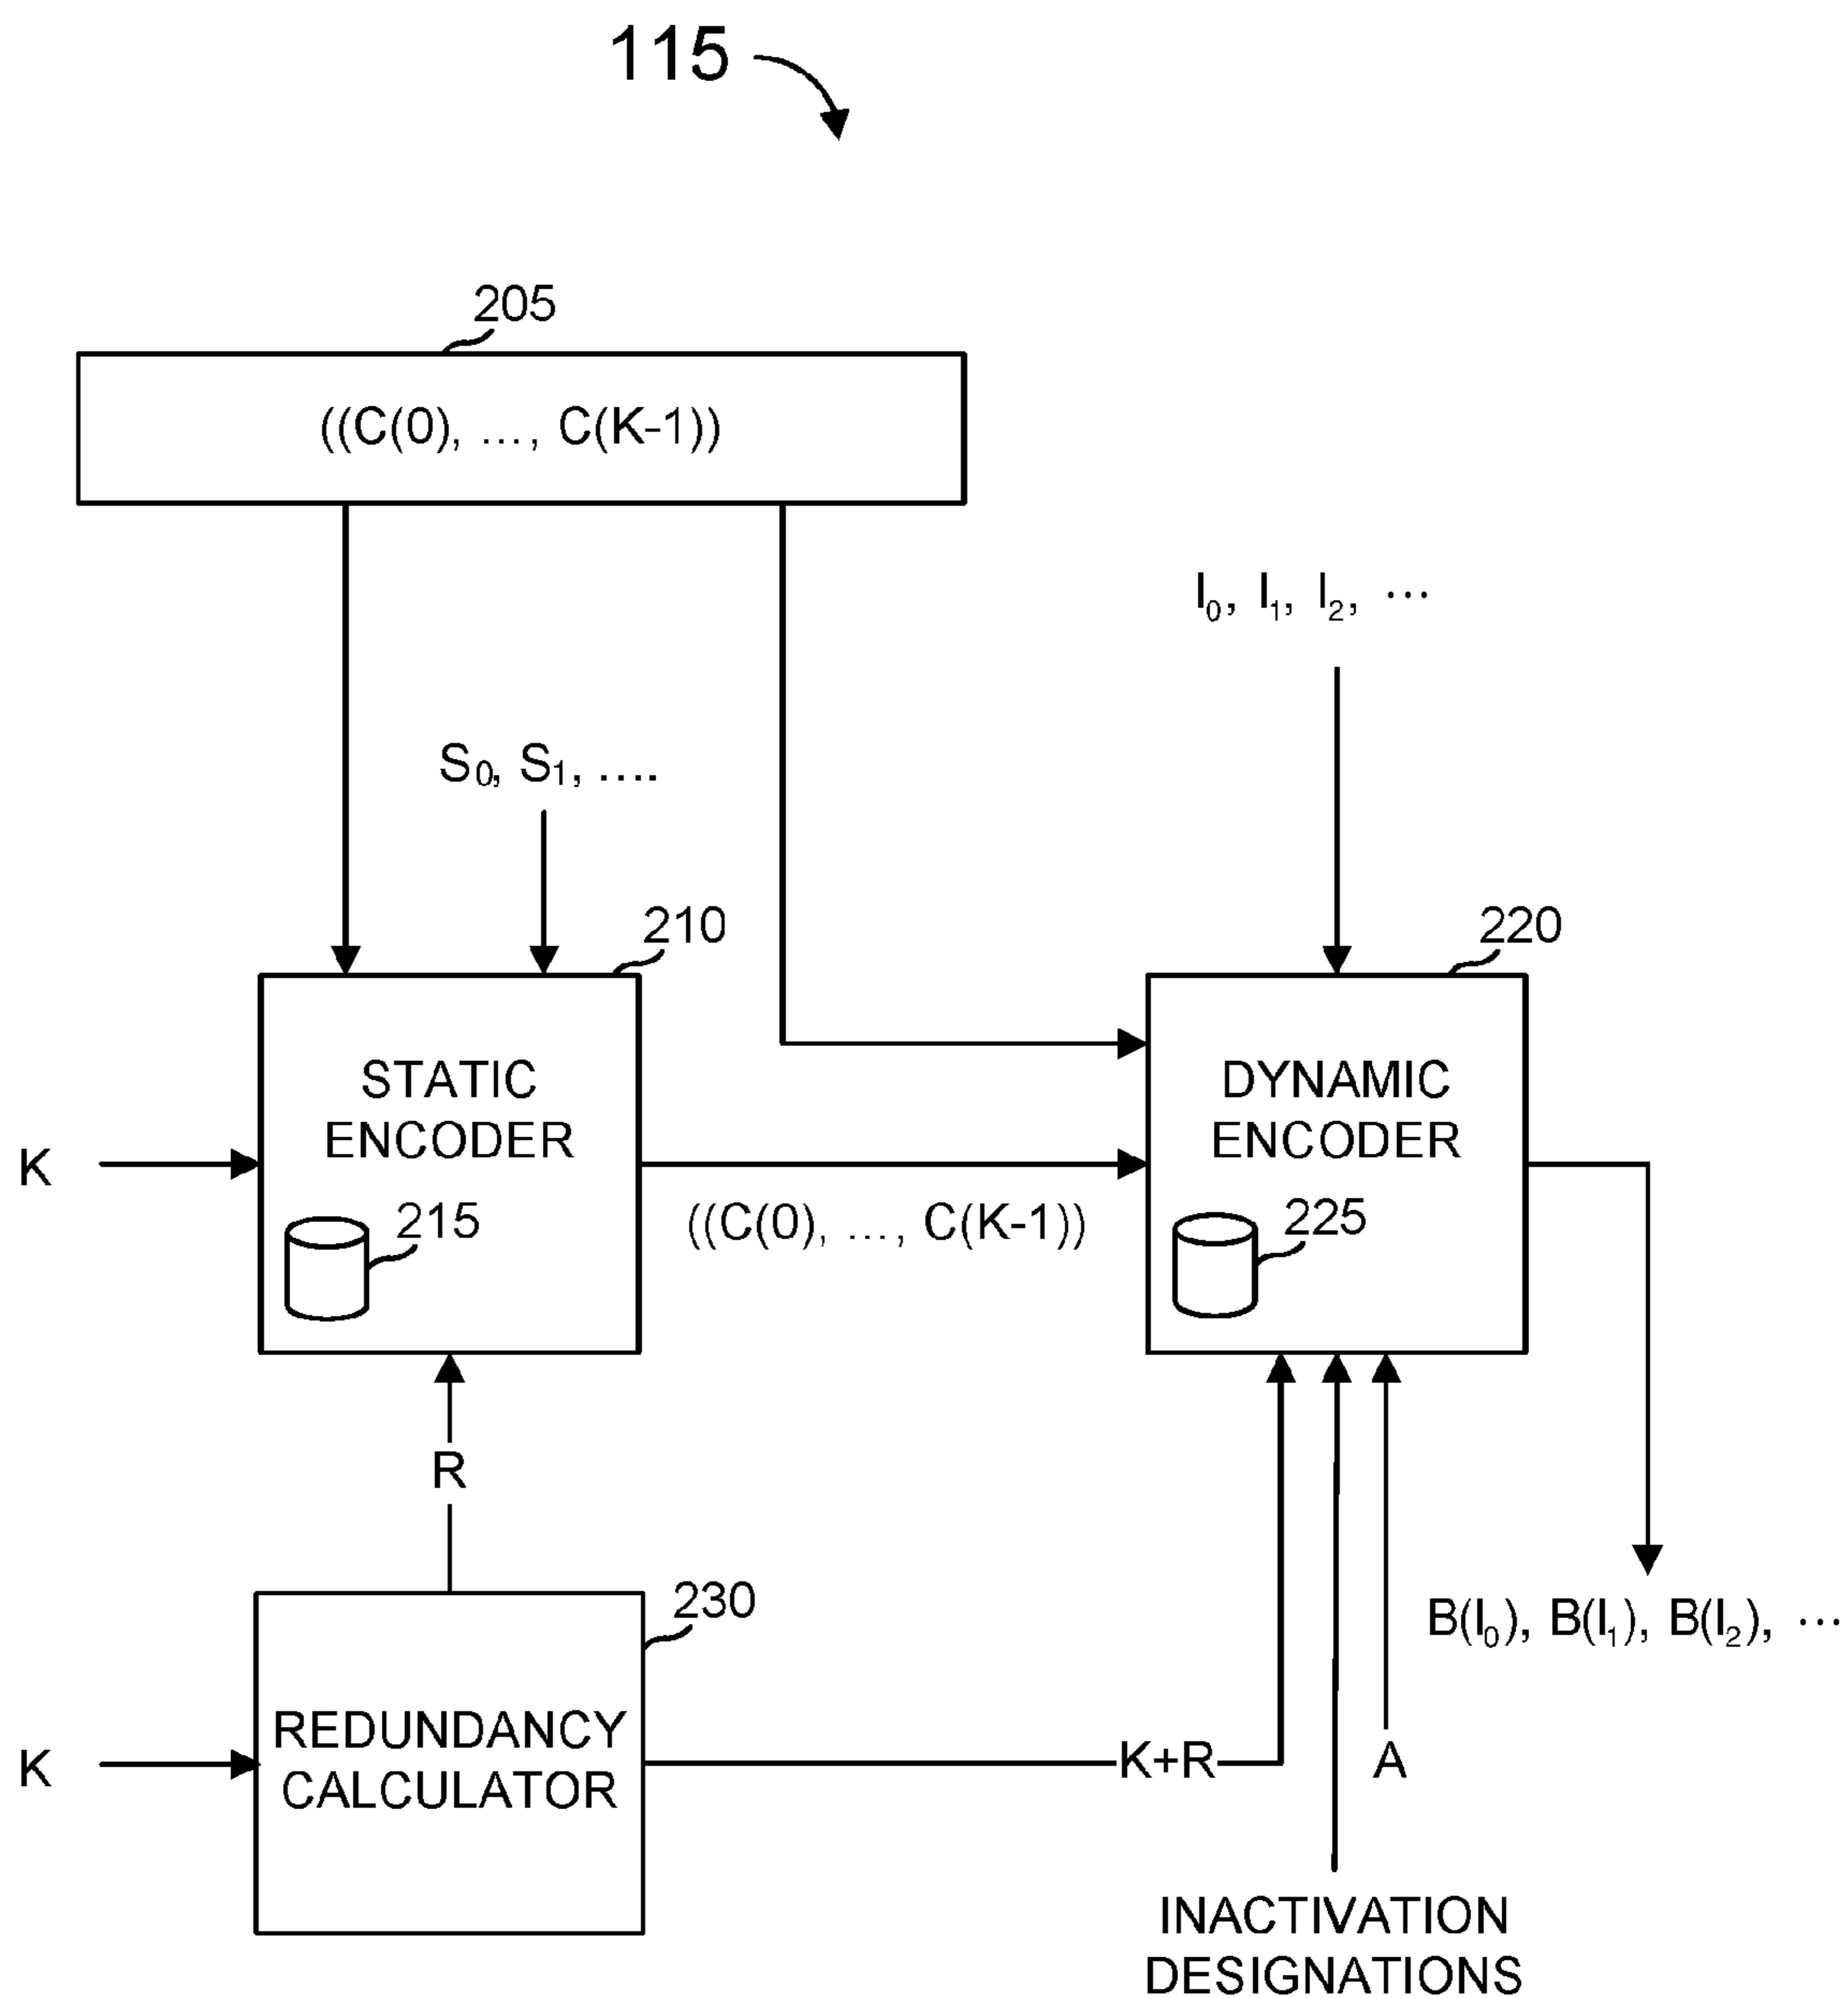 115
205
((C(0), ..., C(K-1))
I₀, I₁, I₂, ...
S₀, S₁, ....
210
220
STATIC
ENCODER
DYNAMIC
ENCODER
K
215
((C(0), ..., C(K-1))
225
R
230
B(I₀), B(I₁), B(I₂), ...
REDUNDANCY
CALCULATOR
K
K+R
A
INACTIVATION
DESIGNATIONS